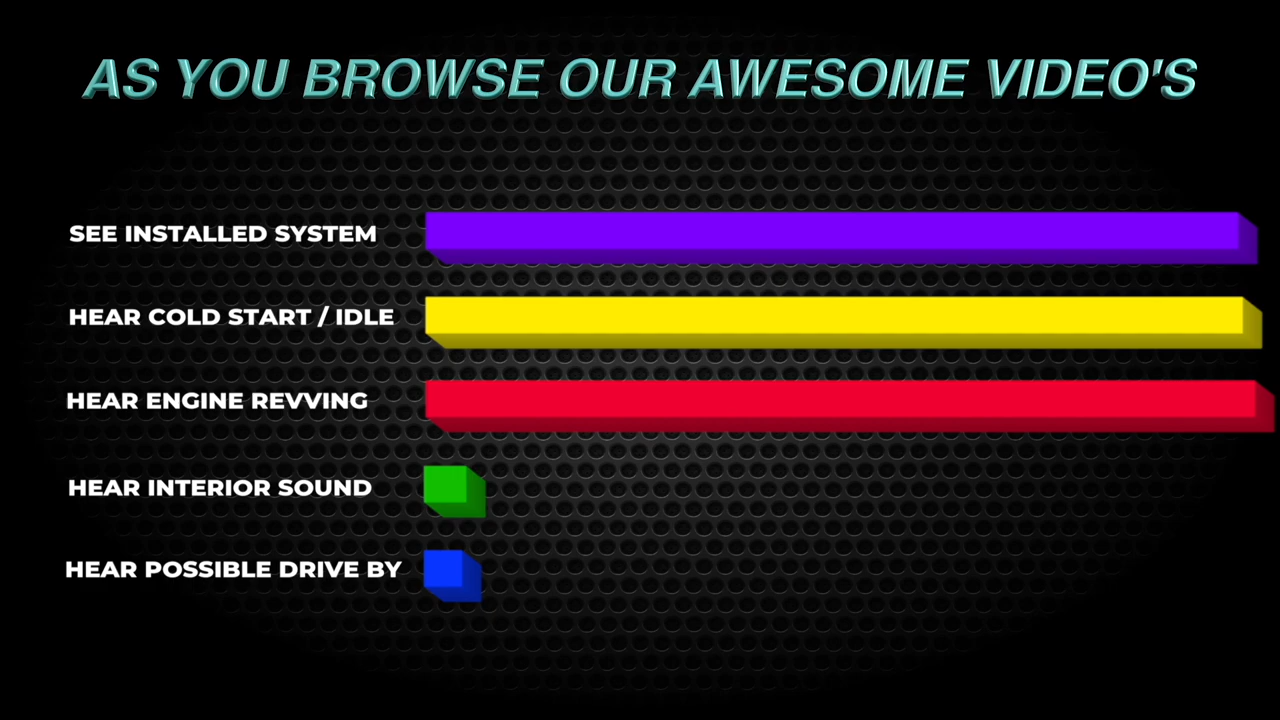 AS YOU BROWSE OUR AWESOME VIDEO'S
SEE INSTALLED SYSTEM
HEAR COLD START / IDLE
HEAR ENGINE REVVING
HEAR INTERIOR SOUND
HEAR POSSIBLE DRIVE BY